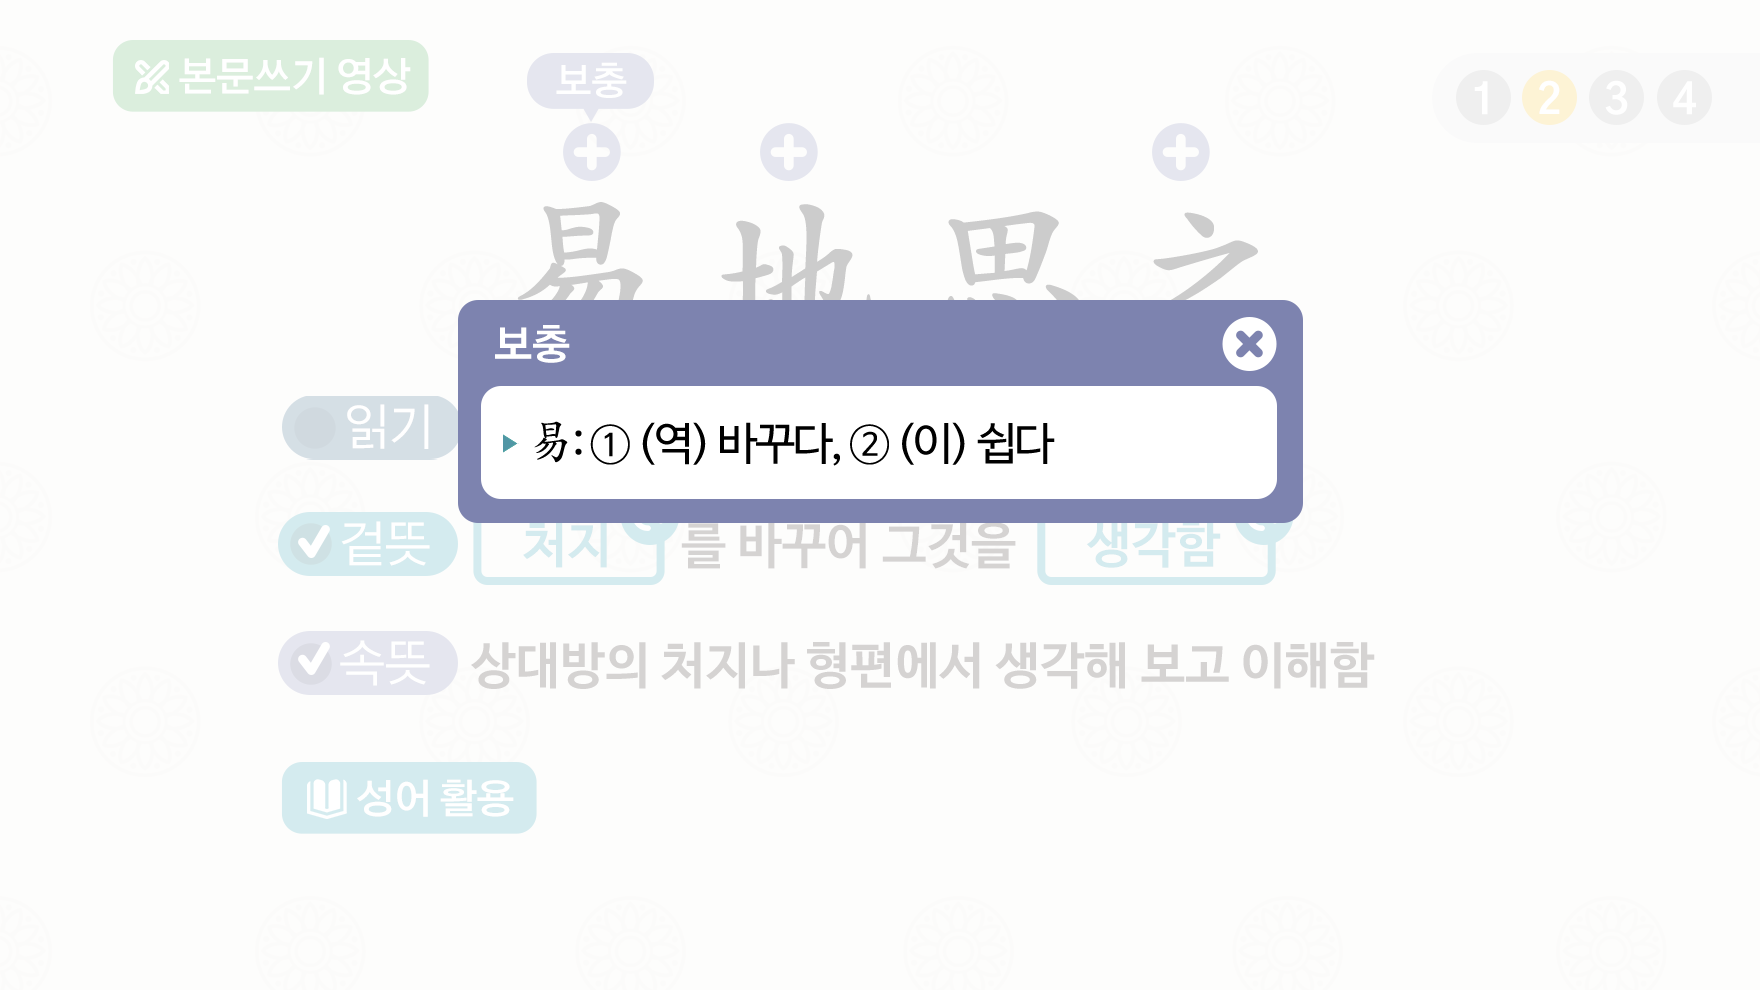 본문쓰기 영상
보충
1 2 3 4
易地思之
보충
易: ① (역) 바꾸다, ② (이) 쉽다
읽기
겉뜻 처지 를 바꾸어 그것을 생각함
속뜻 상대방의 처지나 형편에서 생각해 보고 이해함
성어 활용